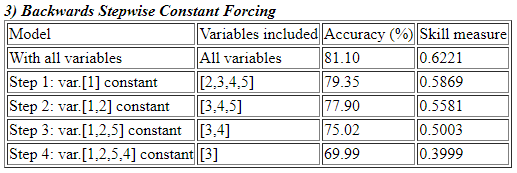 3) Backwards Stepwise Constant Forcing
Model Variables included Accuracy (%) Skill measure
With all variables All variables 81.10 0.6221
Step 1: var.[1] constant [2,3,4,5] 79.35 0.5869
Step 2: var.[1,2] constant [3,4,5] 77.90 0.5581
Step 3: var.[1,2,5] constant [3,4] 75.02 0.5003
Step 4: var.[1,2,5,4] constant [3] 69.99 0.3999